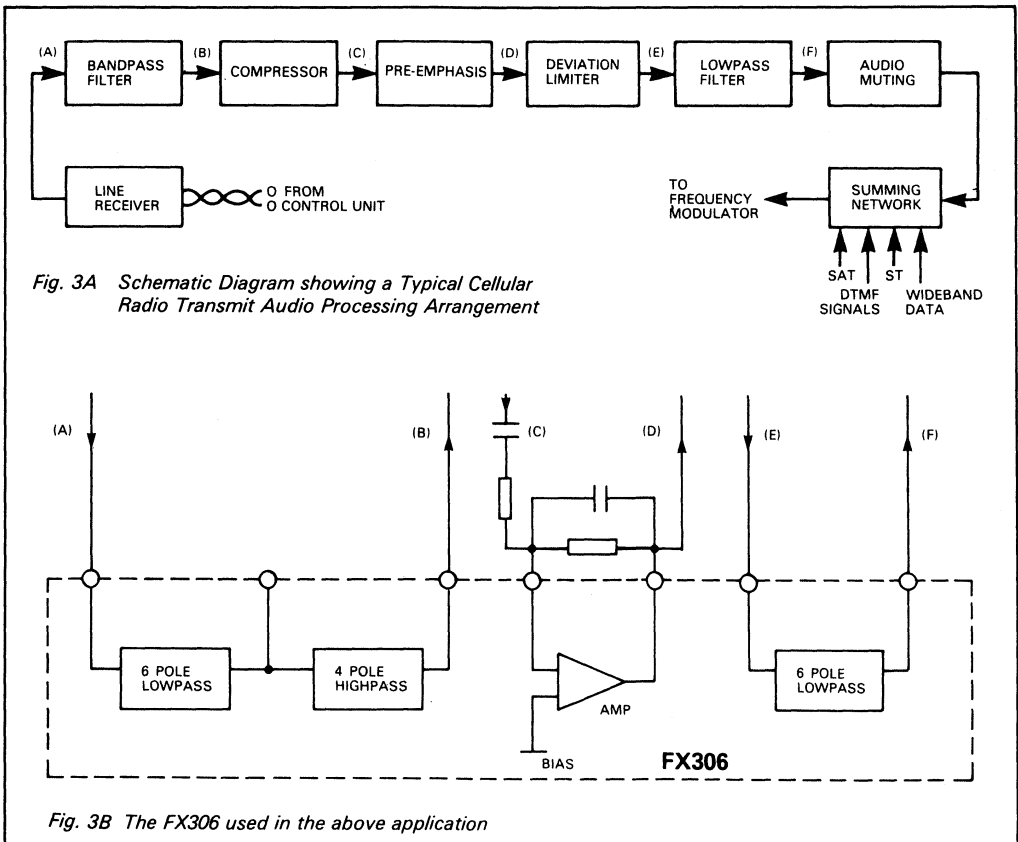 (A)
BANDPASS
FILTER
(B)
COMPRESSOR
(C)
PRE-EMPHASIS
(D)
DEVIATION
LIMITER
(E)
LOWPASS
FILTER
(F)
AUDIO
MUTING
LINE
RECEIVER
O FROM
O CONTROL UNIT
TO
FREQUENCY
MODULATOR
SUMMING
NETWORK
SAT
DTMF
SIGNALS
ST
WIDEBAND
DATA
Fig. 3A Schematic Diagram showing a Typical Cellular
Radio Transmit Audio Processing Arrangement
(A)
(B)
(C)
(D)
(E)
(F)
6 POLE
LOWPASS
4 POLE
HIGHPASS
AMP
BIAS
6 POLE
LOWPASS
FX306
Fig. 3B The FX306 used in the above application